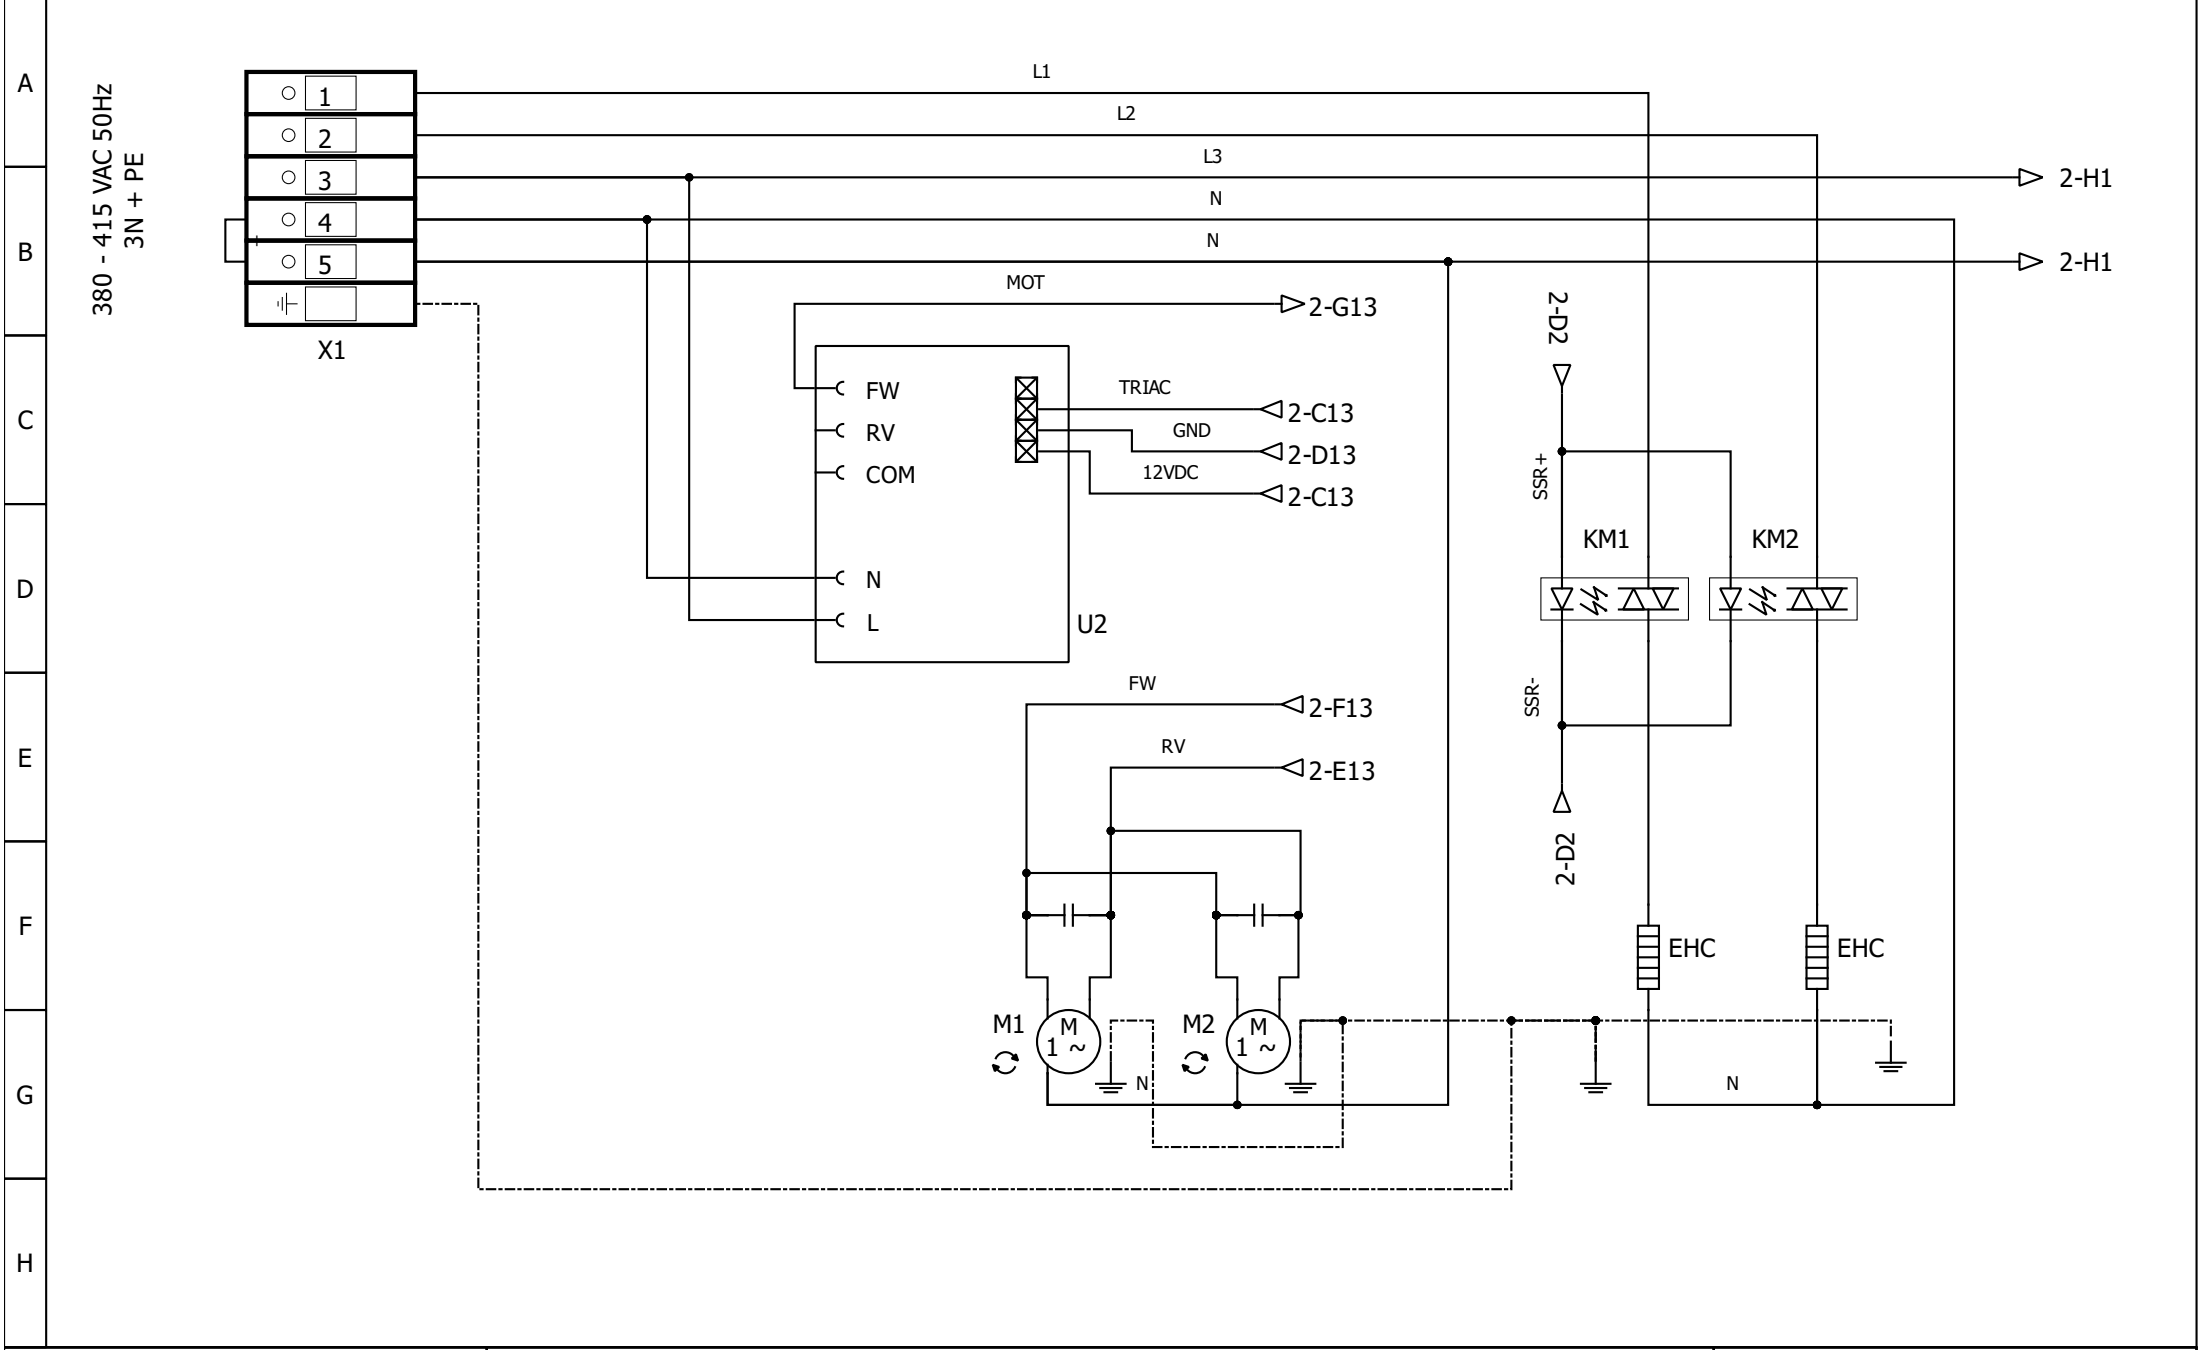 A
B
C
D
E
F
G
H
380 - 415 VAC 50Hz
3N + PE
1
2
3
4
5
X1
L1
L2
L3
N
N
2-H1
2-H1
MOT
2-G13
FW
RV
COM
N
L
U2
TRIAC
2-C13
GND
2-D13
12VDC
2-C13
2-D2
SSR+
KM1
KM2
SSR-
2-D2
FW
2-F13
RV
2-E13
EHC
EHC
M1
M
1 ~
M2
M
1 ~
N
N